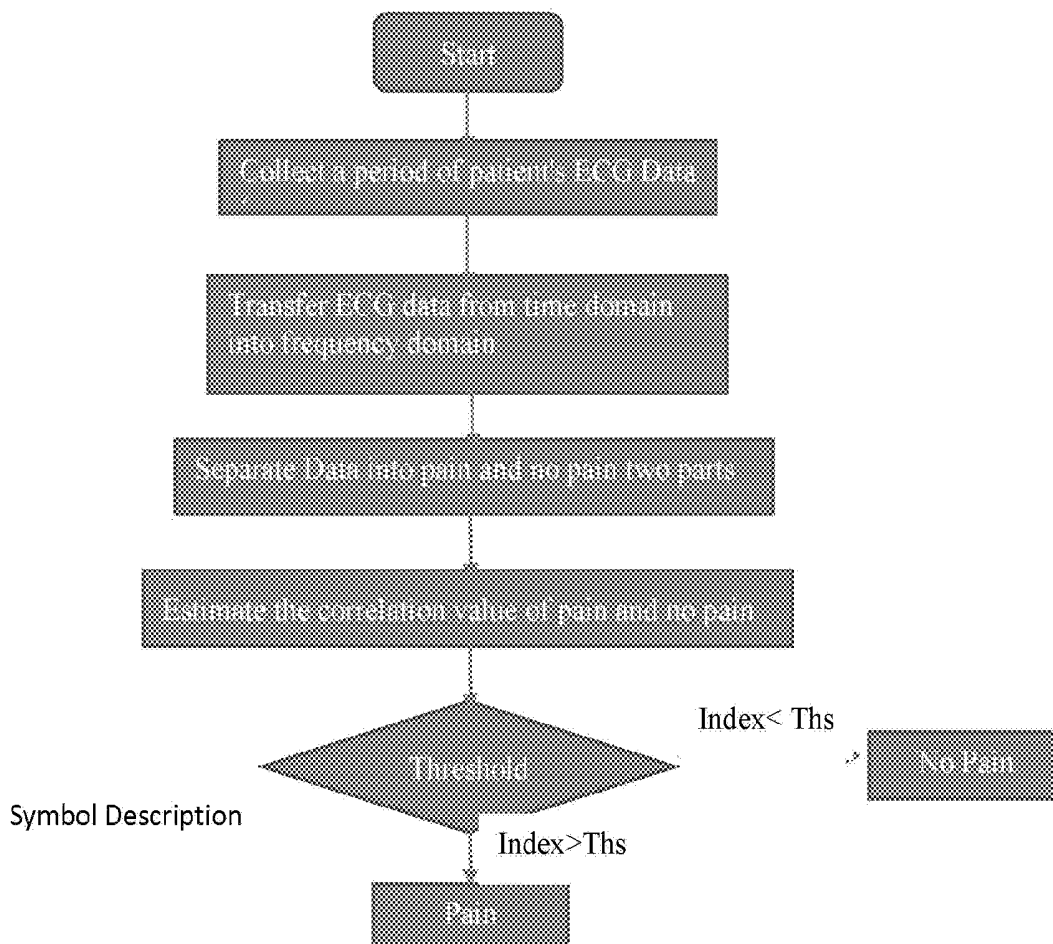 Start
Collect a period of patient's ECG Data
Transfer ECG data from time domain
into frequency domain
Separate Data into pain and no pain two parts
Estimate the correlation value of pain and no pain
Threshold
Index< Ths
No Pain
Symbol Description
Index>Ths
Pain